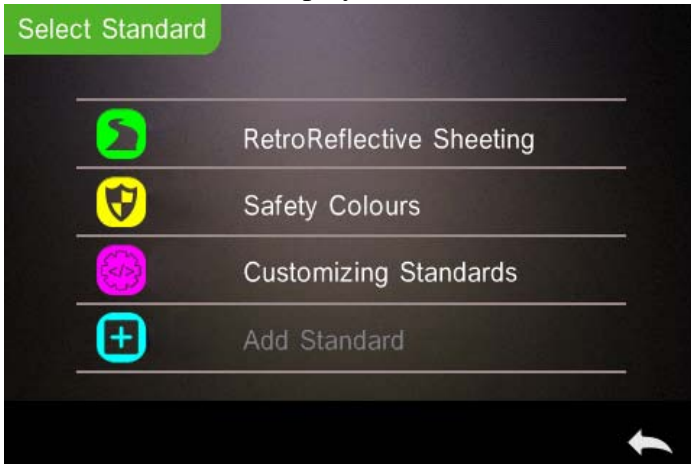 Select Standard
RetroReflective Sheeting
Safety Colours
</>
Customizing Standards
Add Standard